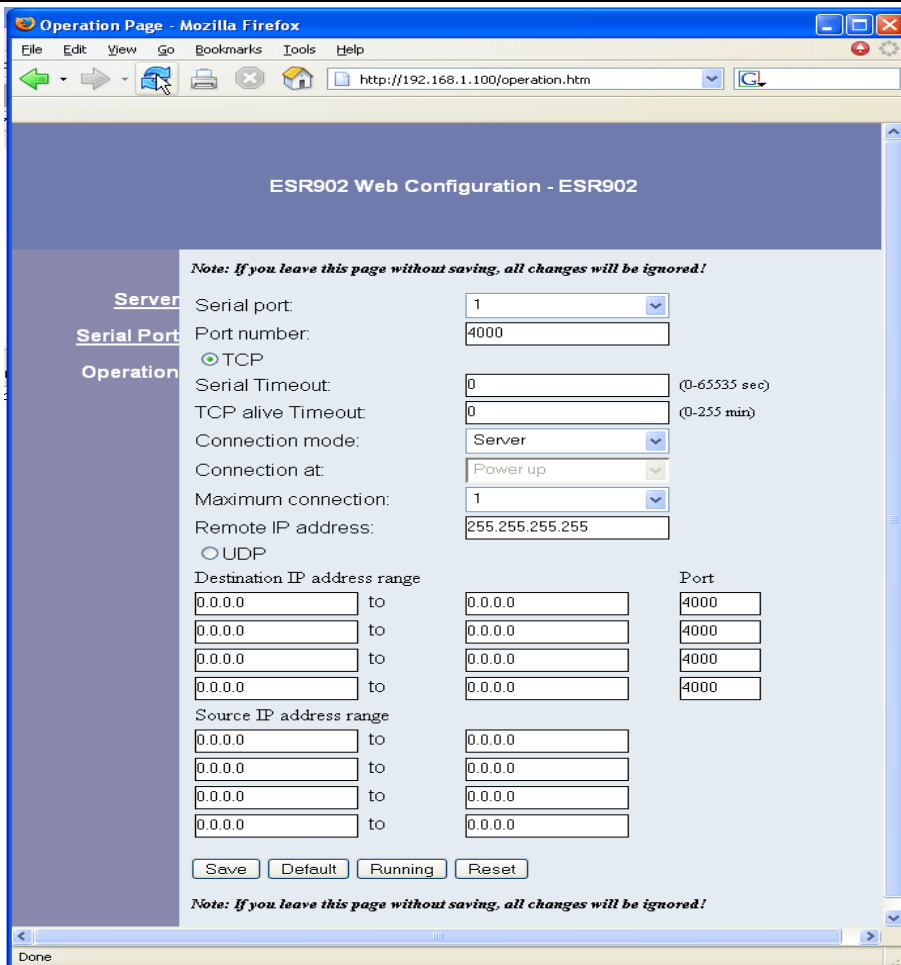 Operation Page - Mozilla Firefox
File Edit View Go Bookmarks Tools Help
http://192.168.1.100/operation.htm G
ESR902 Web Configuration - ESR902
Note: If you leave this page without saving, all changes will be ignored!
Server
Serial Port
Operation
Serial port: 1
Port number: 4000
TCP
Serial Timeout: 0 (0-65535 sec)
TCP alive Timeout: 0 (0-255 min)
Connection mode: Server
Connection at: Power up
Maximum connection: 1
Remote IP address: 255.255.255.255
UDP
Destination IP address range Port
0.0.0.0 to 0.0.0.0 4000
0.0.0.0 to 0.0.0.0 4000
0.0.0.0 to 0.0.0.0 4000
0.0.0.0 to 0.0.0.0 4000
Source IP address range
0.0.0.0 to 0.0.0.0
0.0.0.0 to 0.0.0.0
0.0.0.0 to 0.0.0.0
0.0.0.0 to 0.0.0.0
Save Default Running Reset
Note: If you leave this page without saving, all changes will be ignored!
Done